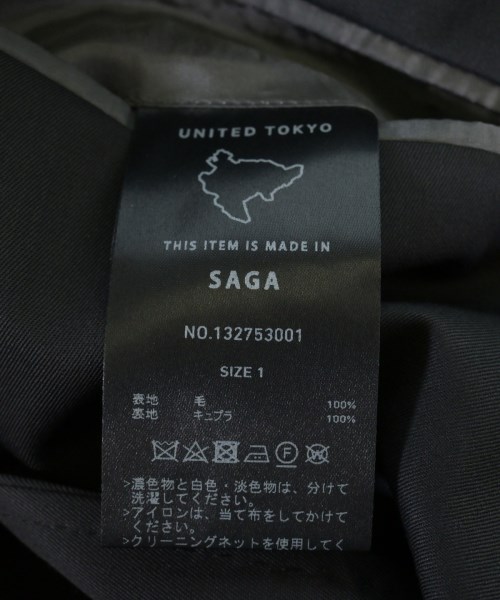 UNITED TOKYO
THIS ITEM IS MADE IN
SAGA
NO.132753001
SIZE 1
表地 毛 100%
裏地 キュプラ 100%
F
>濃色物と白色・淡色物は、分けて
洗濯してください。
>アイロンは、当て布をしてかけて
ください。
>クリーニングネットを使用してく